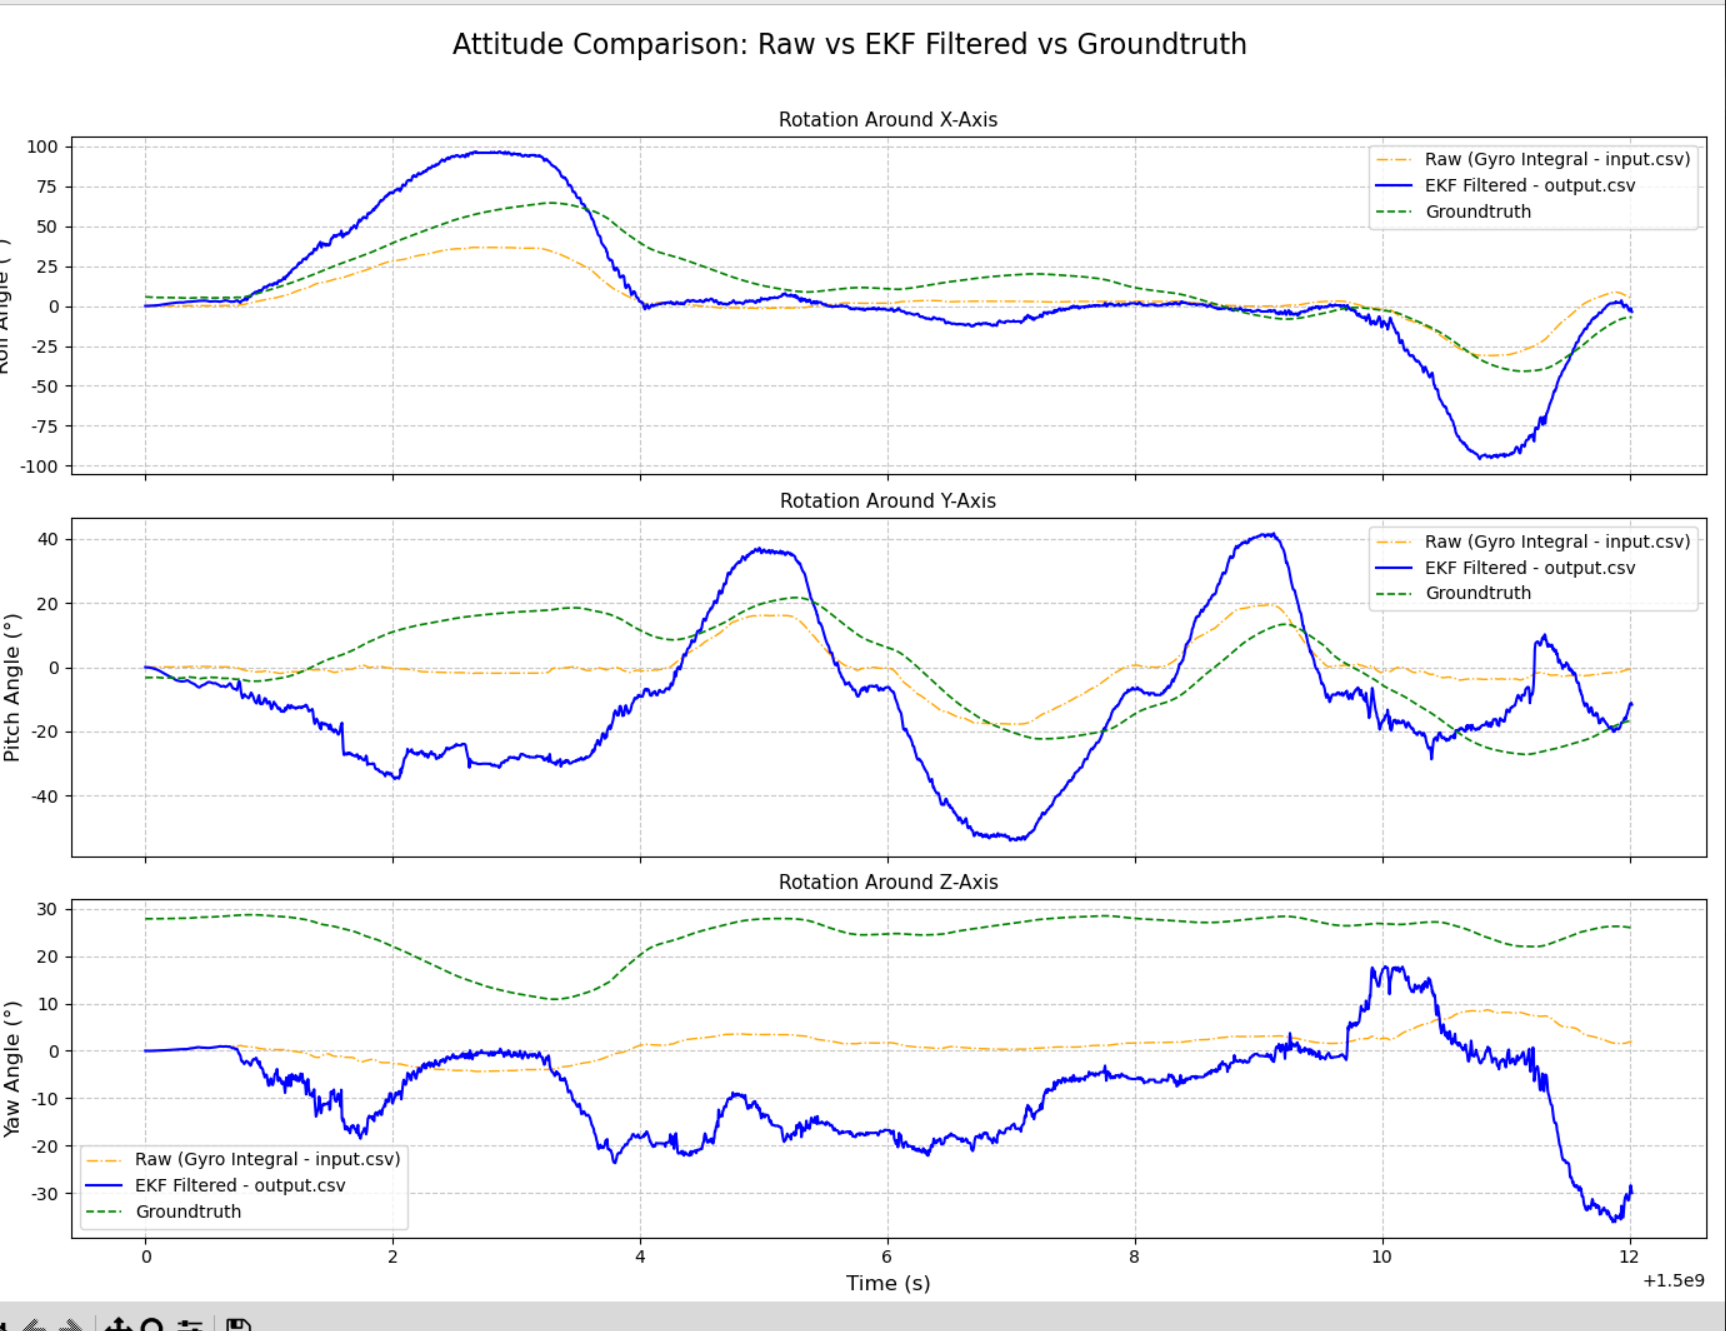 Attitude Comparison: Raw vs EKF Filtered vs Groundtruth
Rotation Around X-Axis
100
75
50
25
0
-25
-50
-75
-100
Raw (Gyro Integral - input.csv)
EKF Filtered - output.csv
Groundtruth
Rotation Around Y-Axis
Pitch Angle (°)
40
20
0
-20
-40
Raw (Gyro Integral - input.csv)
EKF Filtered - output.csv
Groundtruth
Rotation Around Z-Axis
Yaw Angle (°)
30
20
10
0
-10
-20
-30
Raw (Gyro Integral - input.csv)
EKF Filtered - output.csv
Groundtruth
0 2 4 6 8 10 12
Time (s)
+1.5e9